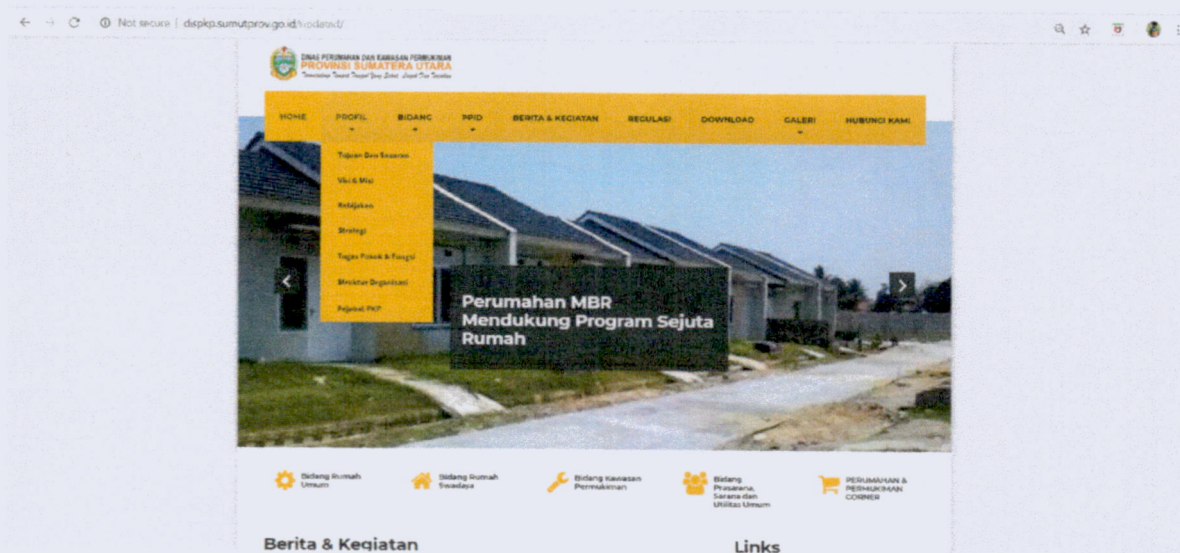 Not secure | dispkp.sumutprov.go.id/updated/
DINAS PERUMAHAN DAN KAWASAN PERMUKIMAN
PROVINSI SUMATERA UTARA
HOME PROFIL BIDANG PPID BERITA & KEGIATAN REGULASI DOWNLOAD GALERI HUBUNGI KAMI
Tujuan Dan Sasaran
Visi & Misi
Kebijakan
Strategi
Tugas Pokok & Fungsi
Struktur Organisasi
Pejabat PKP
Perumahan MBR
Mendukung Program Sejuta
Rumah
Bidang Rumah
Umum
Bidang Rumah
Swadaya
Bidang Kawasan
Permukiman
Bidang
Prasarana,
Sarana dan
Utilitas Umum
PERUMAHAN &
PERMUKIMAN
CORNER
Berita & Kegiatan
Links